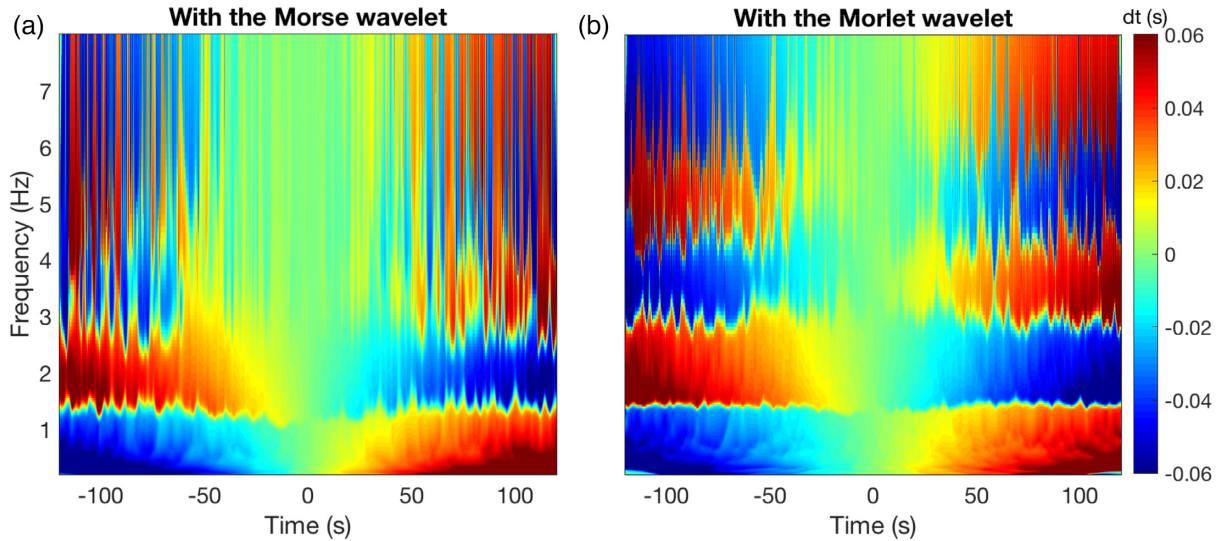 (a) With the Morse wavelet
Frequency (Hz)
7
6
5
4
3
2
1
-100 -50 0 50 100
Time (s)
(b) With the Morlet wavelet
-100 -50 0 50 100
Time (s)
dt (s)
0.06
0.04
0.02
0
-0.02
-0.04
-0.06